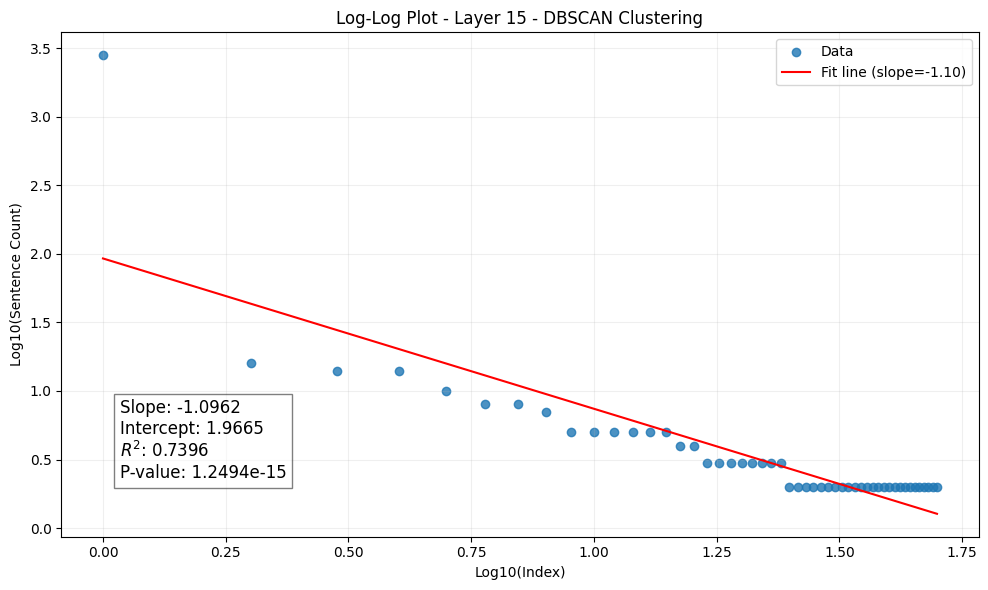 Log-Log Plot - Layer 15 - DBSCAN Clustering
Data
Fit line (slope=-1.10)
Log10(Sentence Count)
3.5
3.0
2.5
2.0
1.5
1.0
0.5
0.0
Slope: -1.0962
Intercept: 1.9665
R²: 0.7396
P-value: 1.2494e-15
0.00 0.25 0.50 0.75 1.00 1.25 1.50 1.75
Log10(Index)